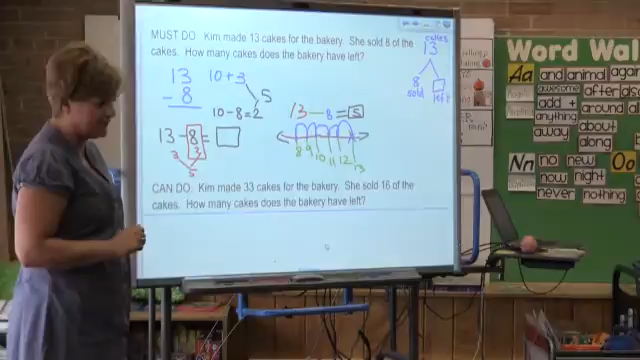 MUST DO: Kim made 13 cakes for the bakery. She sold 8 of the
cakes. How many cakes does the bakery have left?
cakes
13
8
sold
left
13
- 8
10 + 3
5
10 - 8 = 2
13 - 8 = 5
8 9 10 11 12 13
13 - 8 =
3
3
5
CAN DO: Kim made 33 cakes for the bakery. She sold 16 of the
cakes. How many cakes does the bakery have left?
Word Wall
Aa
and animal again
add
anything
away
after also
around
about
along
Nn
no new
now night
never nothing
Oo